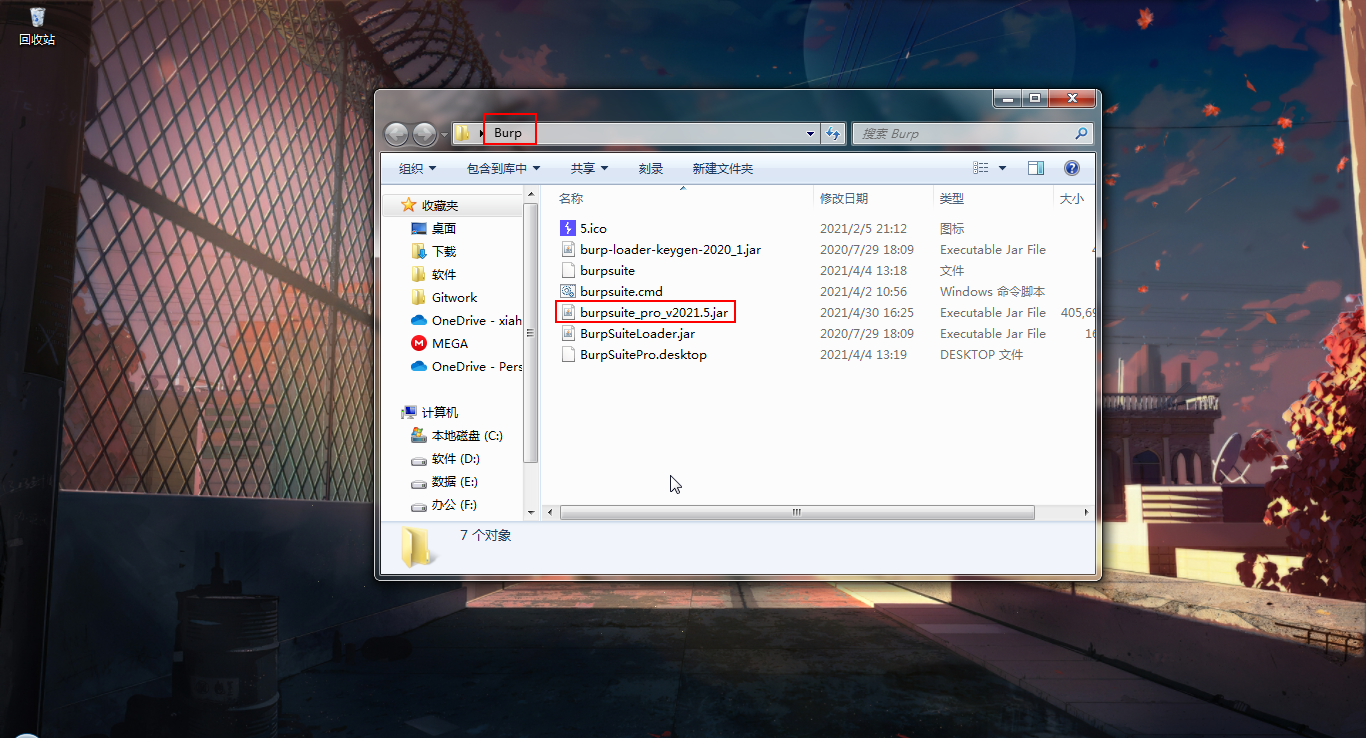 回收站
Burp
搜索 Burp
组织 包含到库中 共享 刻录 新建文件夹
名称 修改日期 类型 大小
收藏夹
桌面
下载
软件
Gitwork
OneDrive - xiah
MEGA
OneDrive - Pers
计算机
本地磁盘 (C:)
软件 (D:)
数据 (E:)
办公 (F:)
5.ico 2021/2/5 21:12 图标
burp-loader-keygen-2020_1.jar 2020/7/29 18:09 Executable Jar File 4
burpsuite 2021/4/4 13:18 文件
burpsuite.cmd 2021/4/2 10:56 Windows 命令脚本
burpsuite_pro_v2021.5.jar 2021/4/30 16:25 Executable Jar File 405,69
BurpSuiteLoader.jar 2020/7/29 18:09 Executable Jar File 16
BurpSuitePro.desktop 2021/4/4 13:19 DESKTOP 文件
7 个对象